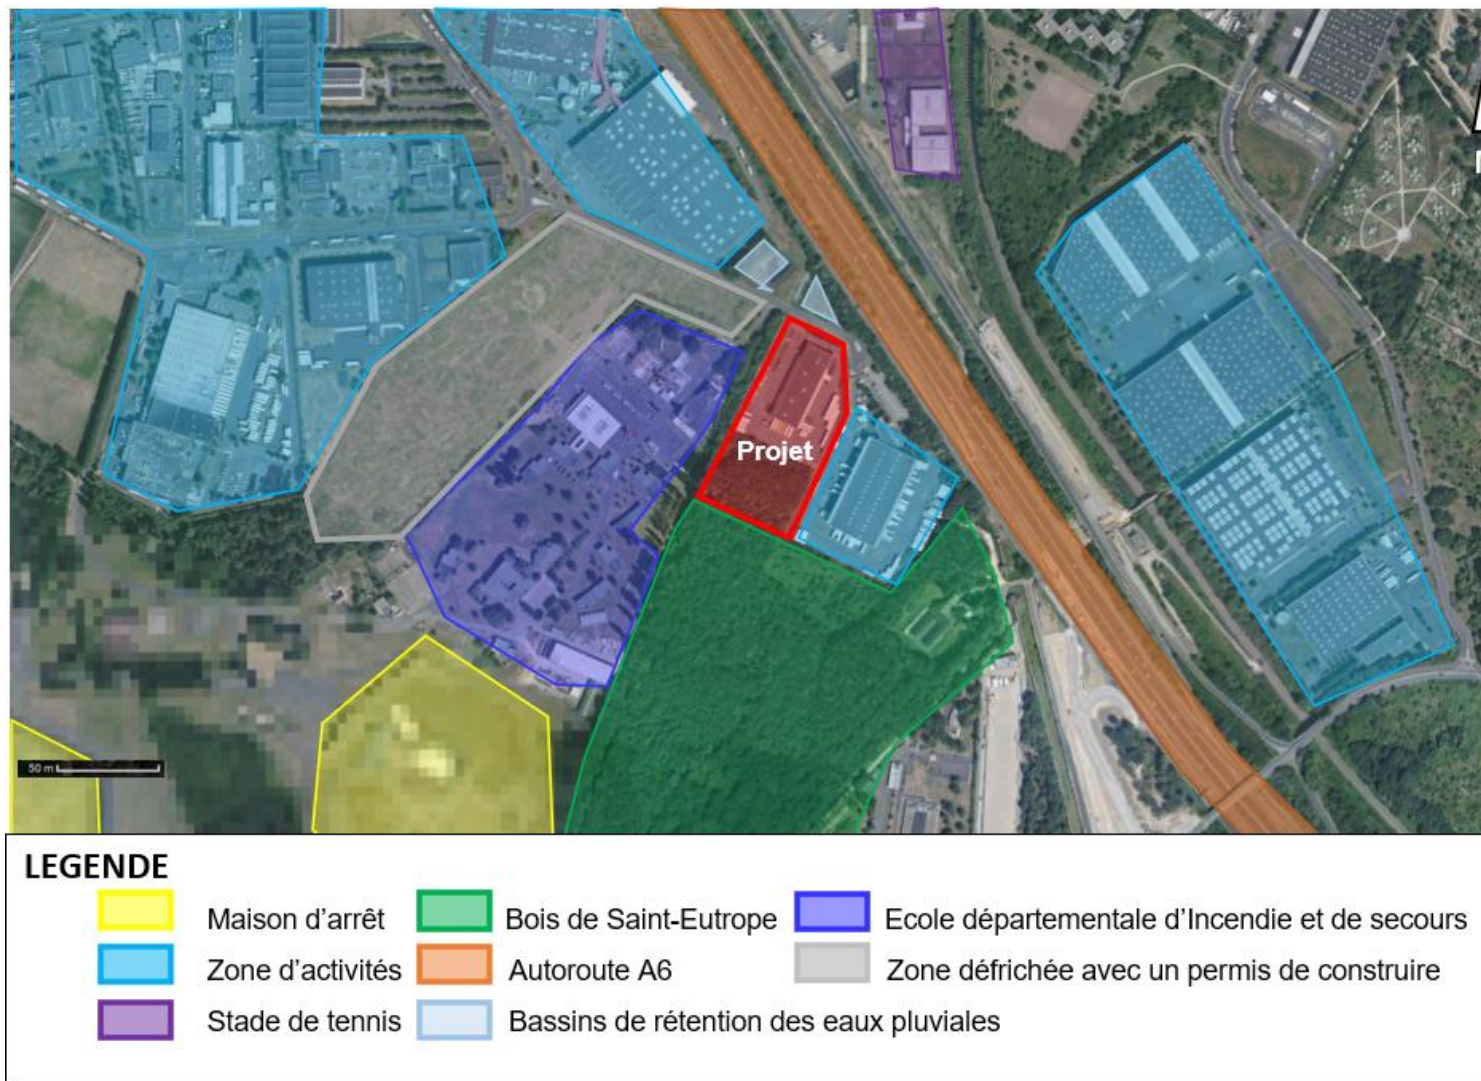 Projet
50 m
LEGENDE
Maison d'arrêt
Bois de Saint-Eutrope
Ecole départementale d'Incendie et de secours
Zone d'activités
Autoroute A6
Zone défrichée avec un permis de construire
Stade de tennis
Bassins de rétention des eaux pluviales